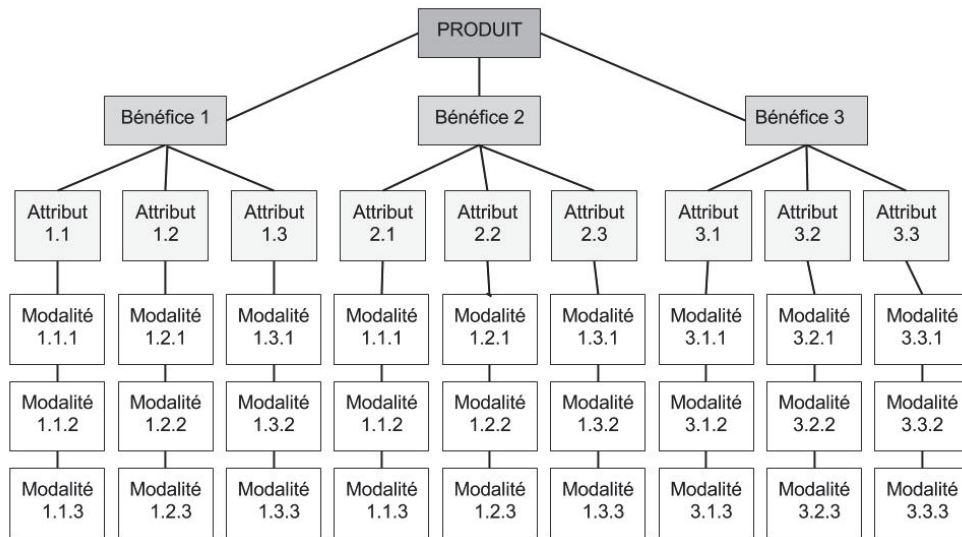 PRODUIT
Bénéfice 1
Bénéfice 2
Bénéfice 3
Attribut
1.1
Attribut
1.2
Attribut
1.3
Attribut
2.1
Attribut
2.2
Attribut
2.3
Attribut
3.1
Attribut
3.2
Attribut
3.3
Modalité
1.1.1
Modalité
1.2.1
Modalité
1.3.1
Modalité
1.1.1
Modalité
1.2.1
Modalité
1.3.1
Modalité
3.1.1
Modalité
3.2.1
Modalité
3.3.1
Modalité
1.1.2
Modalité
1.2.2
Modalité
1.3.2
Modalité
1.1.2
Modalité
1.2.2
Modalité
1.3.2
Modalité
3.1.2
Modalité
3.2.2
Modalité
3.3.2
Modalité
1.1.3
Modalité
1.2.3
Modalité
1.3.3
Modalité
1.1.3
Modalité
1.2.3
Modalité
1.3.3
Modalité
3.1.3
Modalité
3.2.3
Modalité
3.3.3